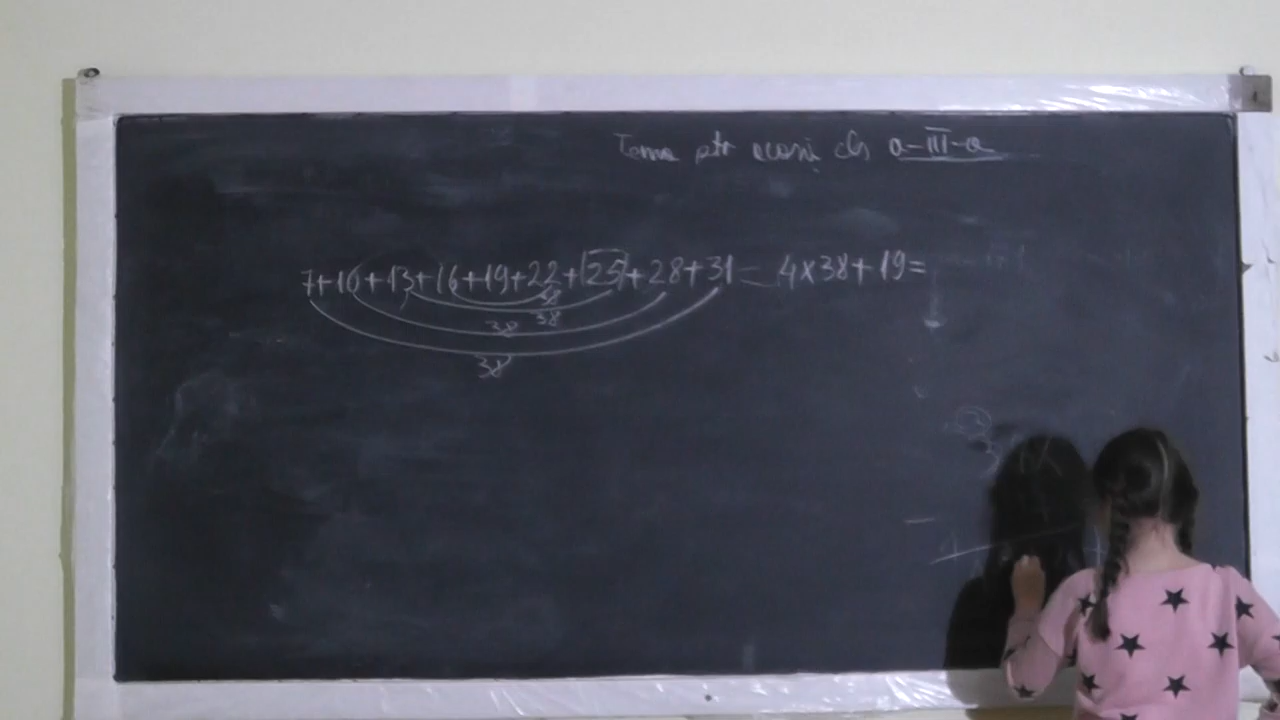 Tema ptr acasă cls a-III-a
7+10+13+16+19+22+25+28+31= 4x38+19=
38
38
38
38